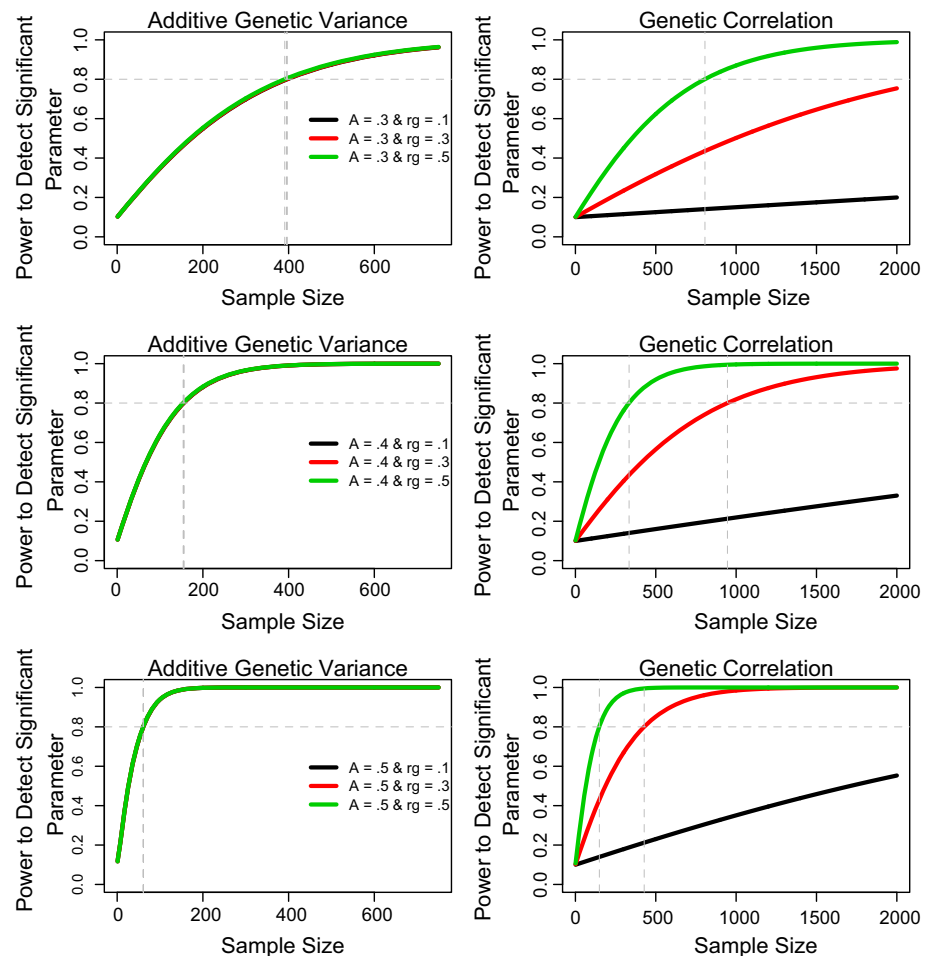 Additive Genetic Variance
Power to Detect Significant
Parameter
0.0 0.2 0.4 0.6 0.8 1.0
A = .3 & rg = .1
A = .3 & rg = .3
A = .3 & rg = .5
0 200 400 600
Sample Size
Genetic Correlation
Power to Detect Significant
Parameter
0.0 0.2 0.4 0.6 0.8 1.0
0 500 1000 1500 2000
Sample Size
Additive Genetic Variance
Power to Detect Significant
Parameter
0.0 0.2 0.4 0.6 0.8 1.0
A = .4 & rg = .1
A = .4 & rg = .3
A = .4 & rg = .5
0 200 400 600
Sample Size
Genetic Correlation
Power to Detect Significant
Parameter
0.0 0.2 0.4 0.6 0.8 1.0
0 500 1000 1500 2000
Sample Size
Additive Genetic Variance
Power to Detect Significant
Parameter
0.0 0.2 0.4 0.6 0.8 1.0
A = .5 & rg = .1
A = .5 & rg = .3
A = .5 & rg = .5
0 200 400 600
Sample Size
Genetic Correlation
Power to Detect Significant
Parameter
0.0 0.2 0.4 0.6 0.8 1.0
0 500 1000 1500 2000
Sample Size